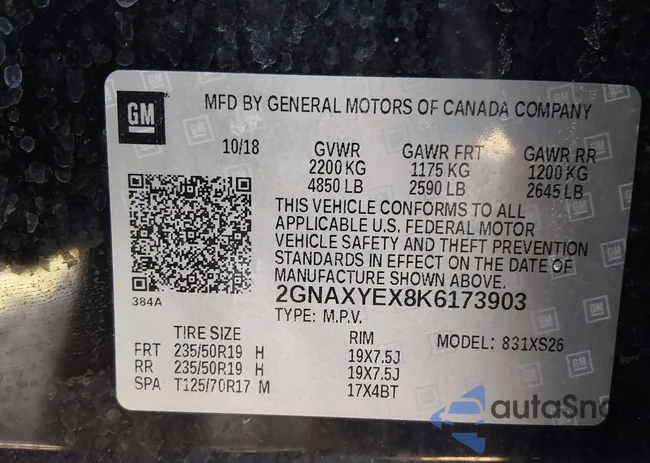 GM
MFD BY GENERAL MOTORS OF CANADA COMPANY
10/18 GVWR GAWR FRT GAWR RR
2200 KG 1175 KG 1200 KG
4850 LB 2590 LB 2645 LB
THIS VEHICLE CONFORMS TO ALL
APPLICABLE U.S. FEDERAL MOTOR
VEHICLE SAFETY AND THEFT PREVENTION
STANDARDS IN EFFECT ON THE DATE OF
MANUFACTURE SHOWN ABOVE.
384A
2GNAXYEX8K6173903
TYPE: M.P.V.
TIRE SIZE RIM MODEL: 831XS26
FRT 235/50R19 H 19X7.5J
RR 235/50R19 H 19X7.5J
SPA T125/70R17 M 17X4BT